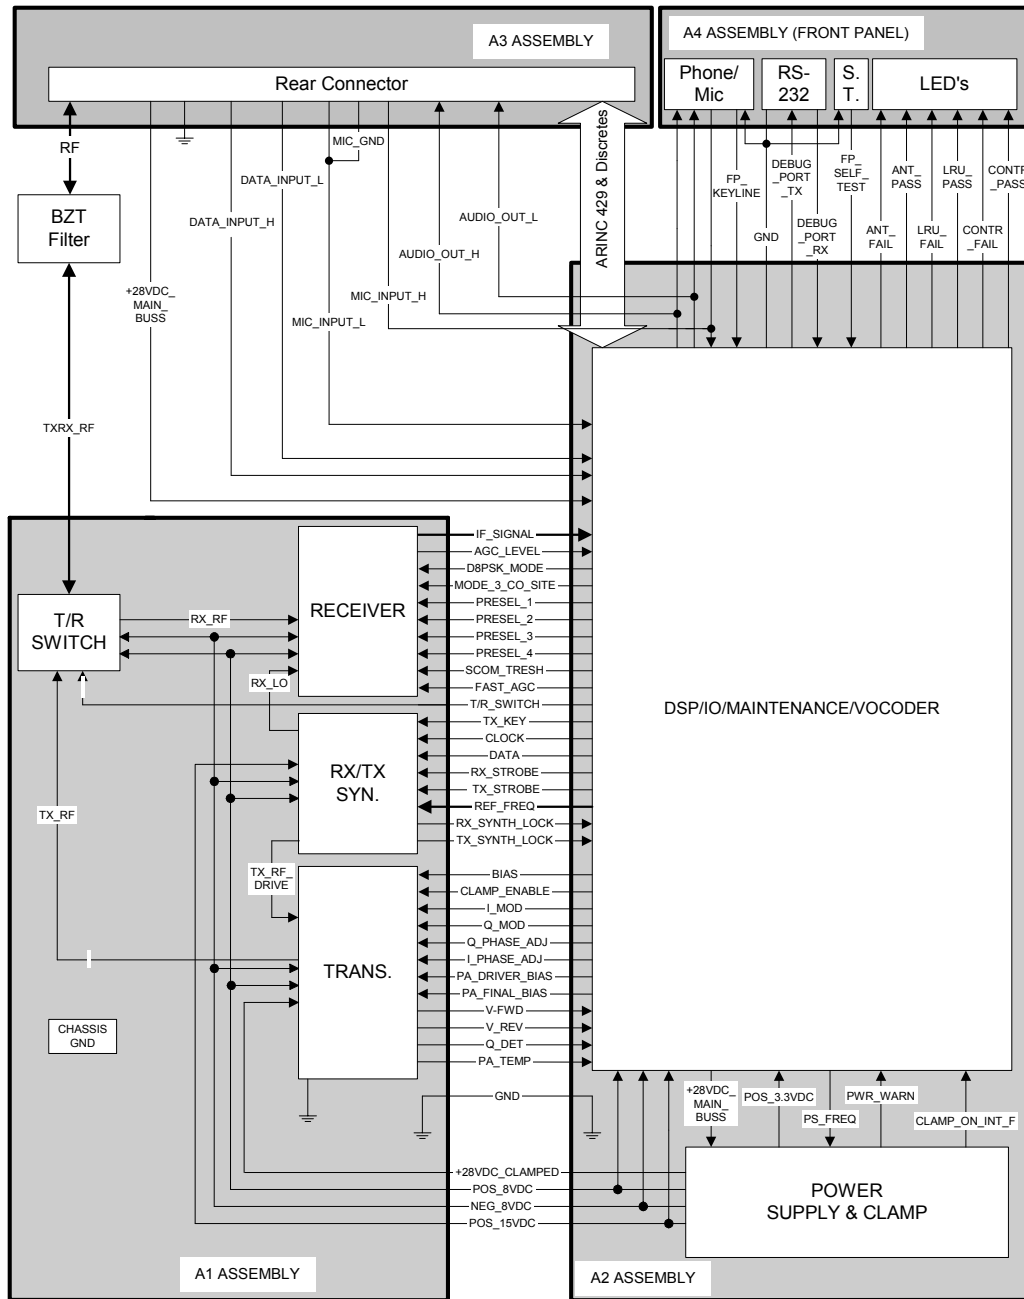 A3 ASSEMBLY
A4 ASSEMBLY (FRONT PANEL)
Rear Connector
Phone/
Mic
RS-
232
S.
T.
LED's
RF
MIC_GND
DATA_INPUT_L
DATA_INPUT_H
AUDIO_OUT_L
AUDIO_OUT_H
MIC_INPUT_H
MIC_INPUT_L
+28VDC_
MAIN_
BUSS
ARINC 429 & Discretes
FP_
KEYLINE
GND
DEBUG
_PORT
_TX
DEBUG
_PORT
_RX
FP_
SELF_
TEST
ANT_
FAIL
ANT_
PASS
LRU_
FAIL
LRU_
PASS
CONTR
_FAIL
CONTR
_PASS
BZT
Filter
TXRX_RF
T/R
SWITCH
RX_RF
RX_LO
RECEIVER
IF_SIGNAL
AGC_LEVEL
D8PSK_MODE
MODE_3_CO_SITE
PRESEL_1
PRESEL_2
PRESEL_3
PRESEL_4
SCOM_TRESH
FAST_AGC
T/R_SWITCH
DSP/IO/MAINTENANCE/VOCODER
RX/TX
SYN.
TX_KEY
CLOCK
DATA
RX_STROBE
TX_STROBE
REF_FREQ
RX_SYNTH_LOCK
TX_SYNTH_LOCK
TX_RF
TX_RF_
DRIVE
TRANS.
BIAS
CLAMP_ENABLE
I_MOD
Q_MOD
Q_PHASE_ADJ
I_PHASE_ADJ
PA_DRIVER_BIAS
PA_FINAL_BIAS
V-FWD
V_REV
Q_DET
PA_TEMP
CHASSIS
GND
GND
+28VDC_
MAIN_
BUSS
POS_3.3VDC
PS_FREQ
PWR_WARN
CLAMP_ON_INT_F
+28VDC_CLAMPED
POS_8VDC
NEG_8VDC
POS_15VDC
POWER
SUPPLY & CLAMP
A1 ASSEMBLY
A2 ASSEMBLY